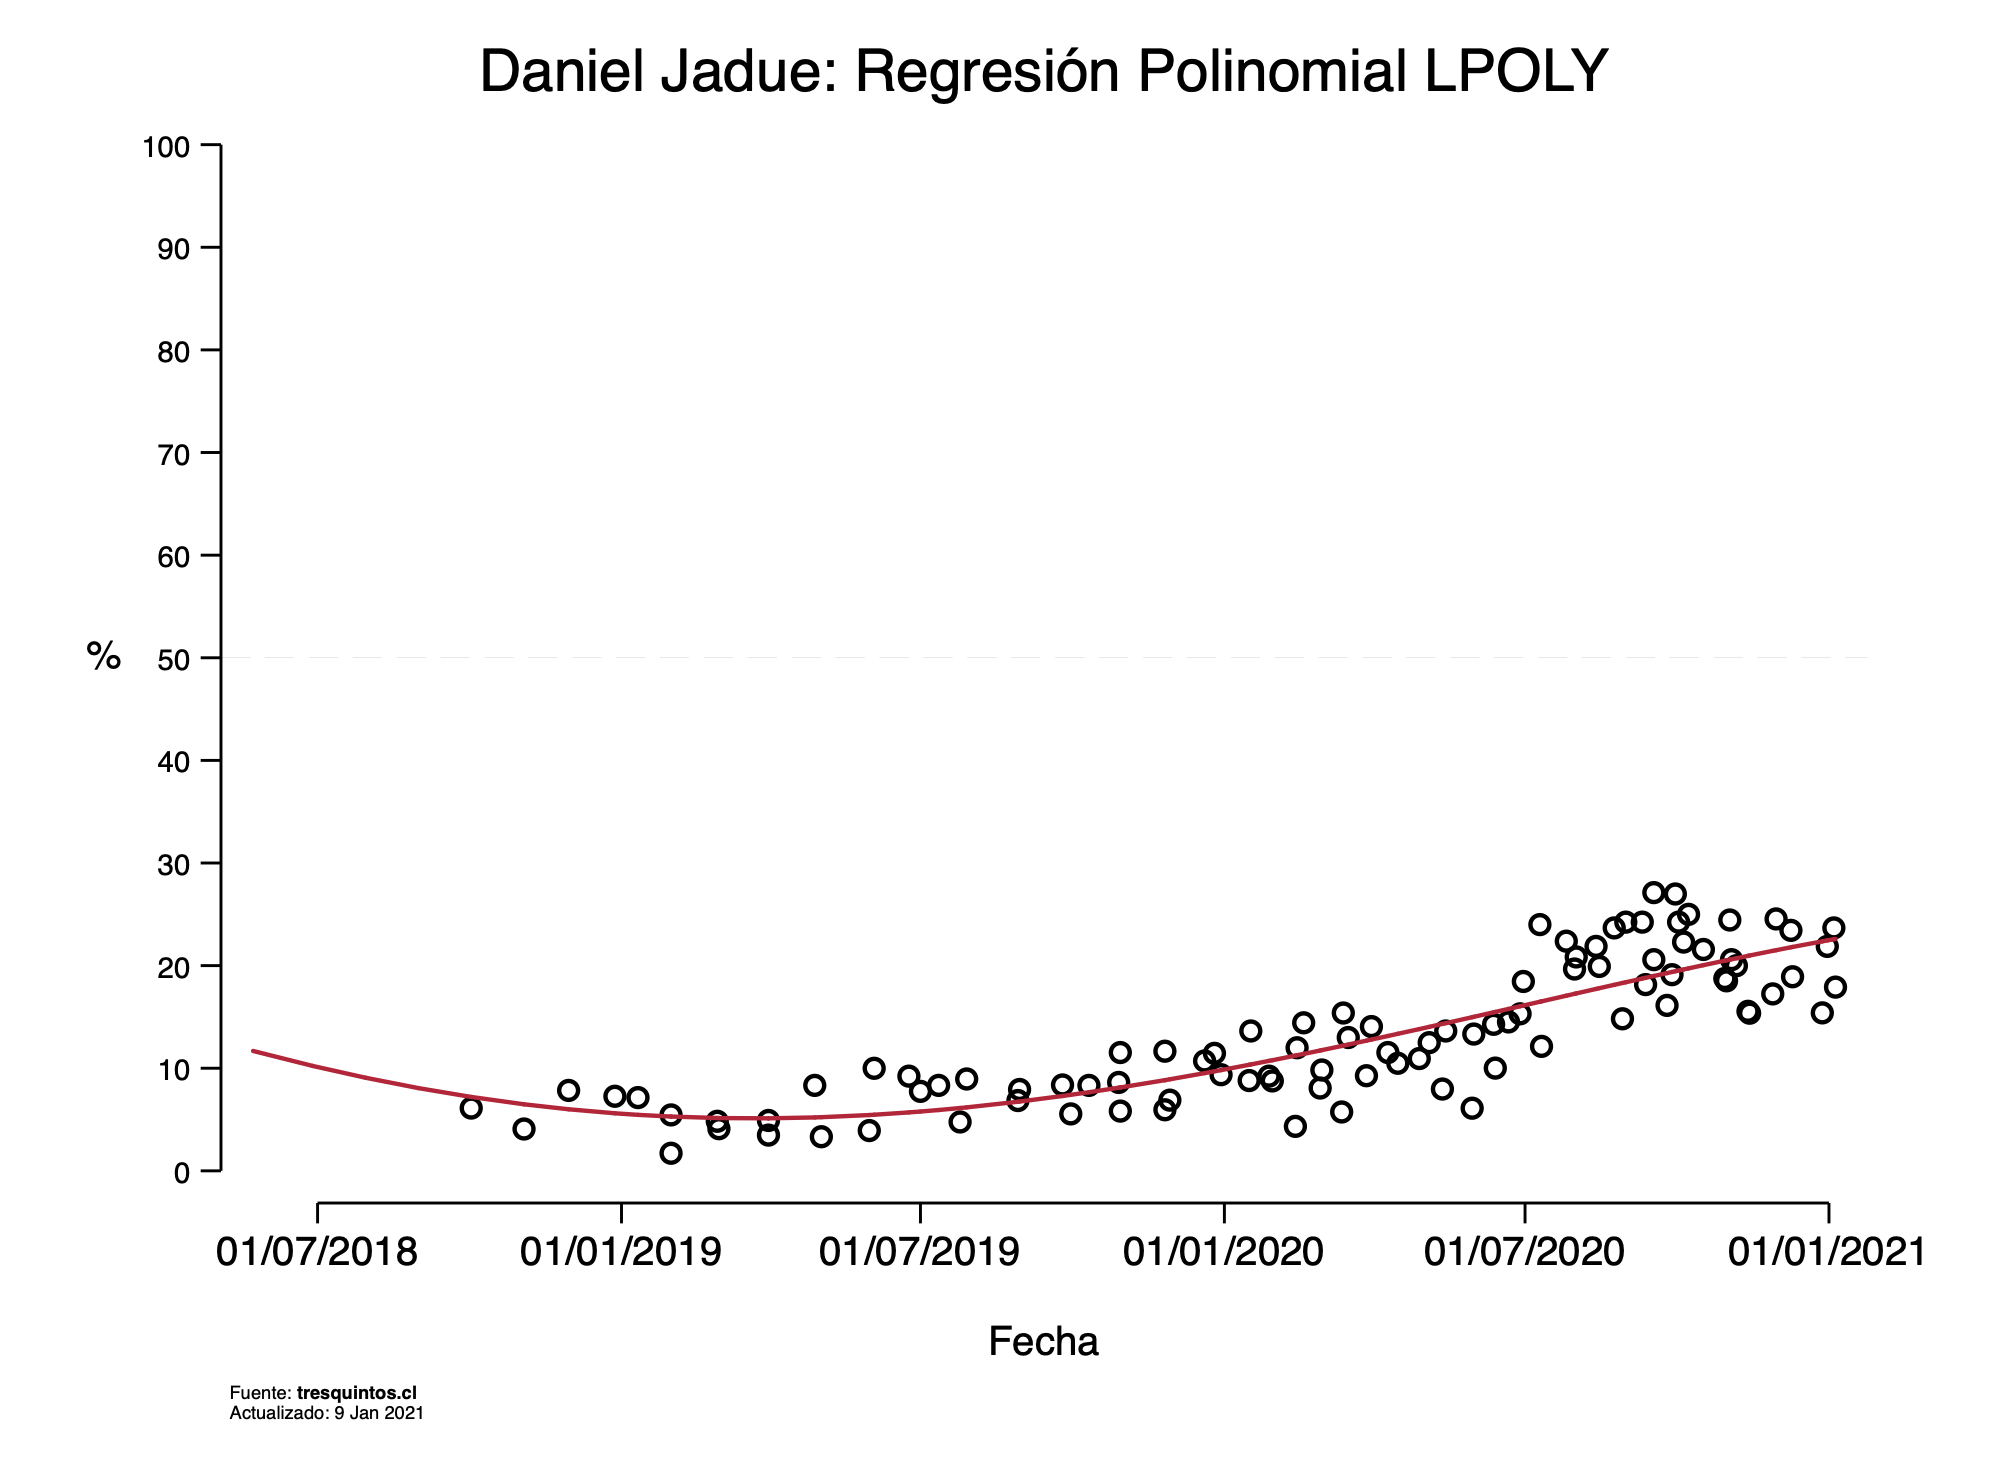 Daniel Jadue: Regresión Polinomial LPOLY
100
90
80
70
60
% 50
40
30
20
10
0
01/07/2018 01/01/2019 01/07/2019 01/01/2020 01/07/2020 01/01/2021
Fecha
Fuente: tresquintos.cl
Actualizado: 9 Jan 2021